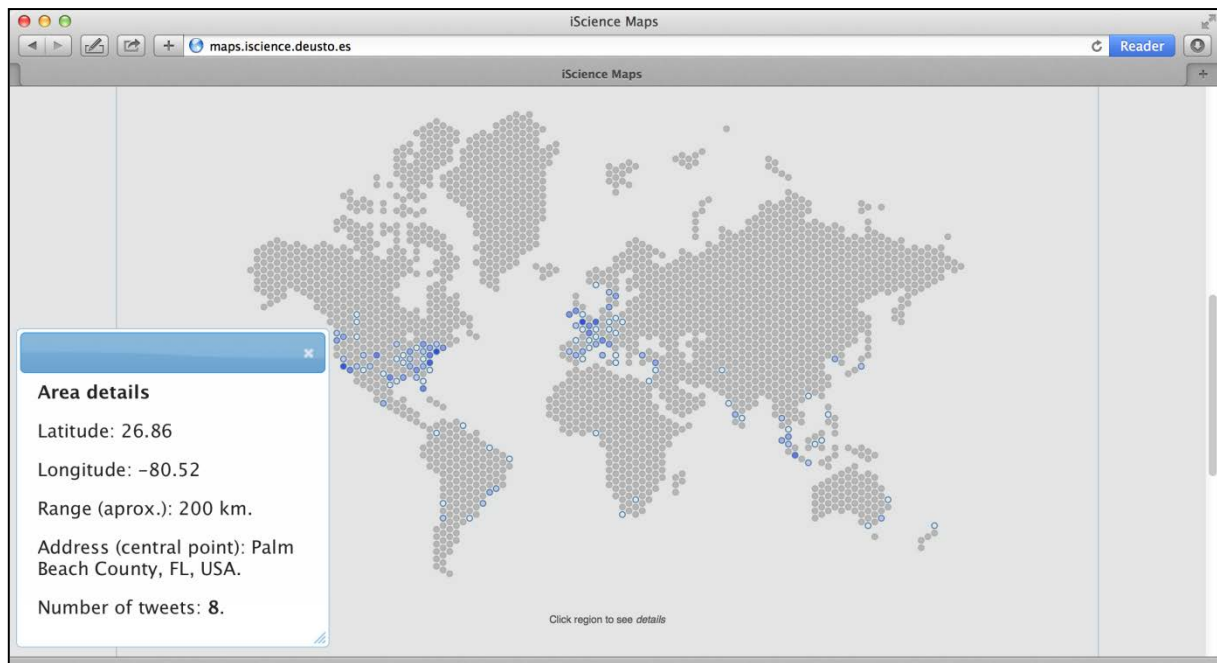 iScience Maps
maps.iscience.deusto.es
Reader
iScience Maps
Area details
Latitude: 26.86
Longitude: -80.52
Range (aprox.): 200 km.
Address (central point): Palm
Beach County, FL, USA.
Number of tweets: 8.
Click region to see details